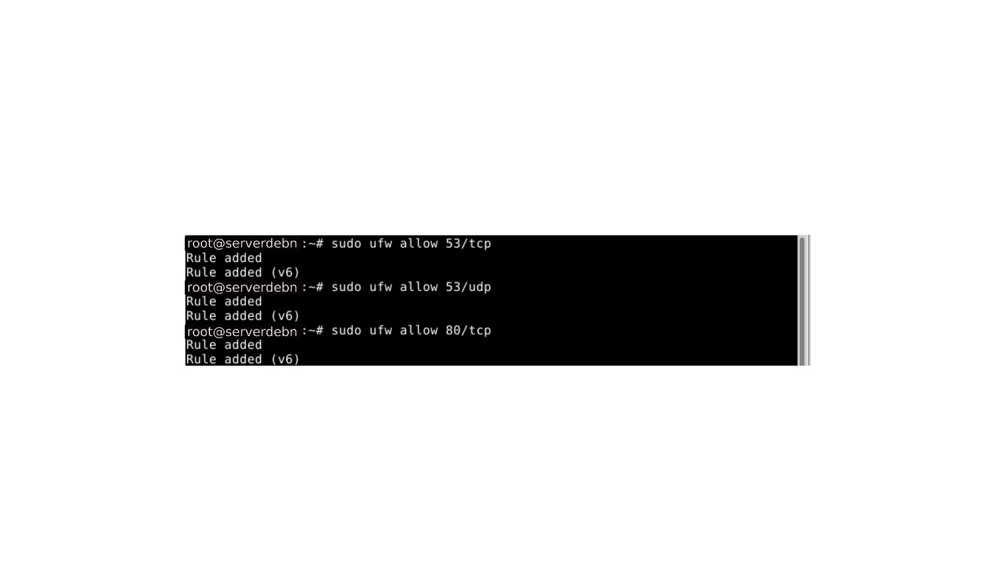 root@serverdebn :~# sudo ufw allow 53/tcp
Rule added
Rule added (v6)
root@serverdebn :~# sudo ufw allow 53/udp
Rule added
Rule added (v6)
root@serverdebn :~# sudo ufw allow 80/tcp
Rule added
Rule added (v6)